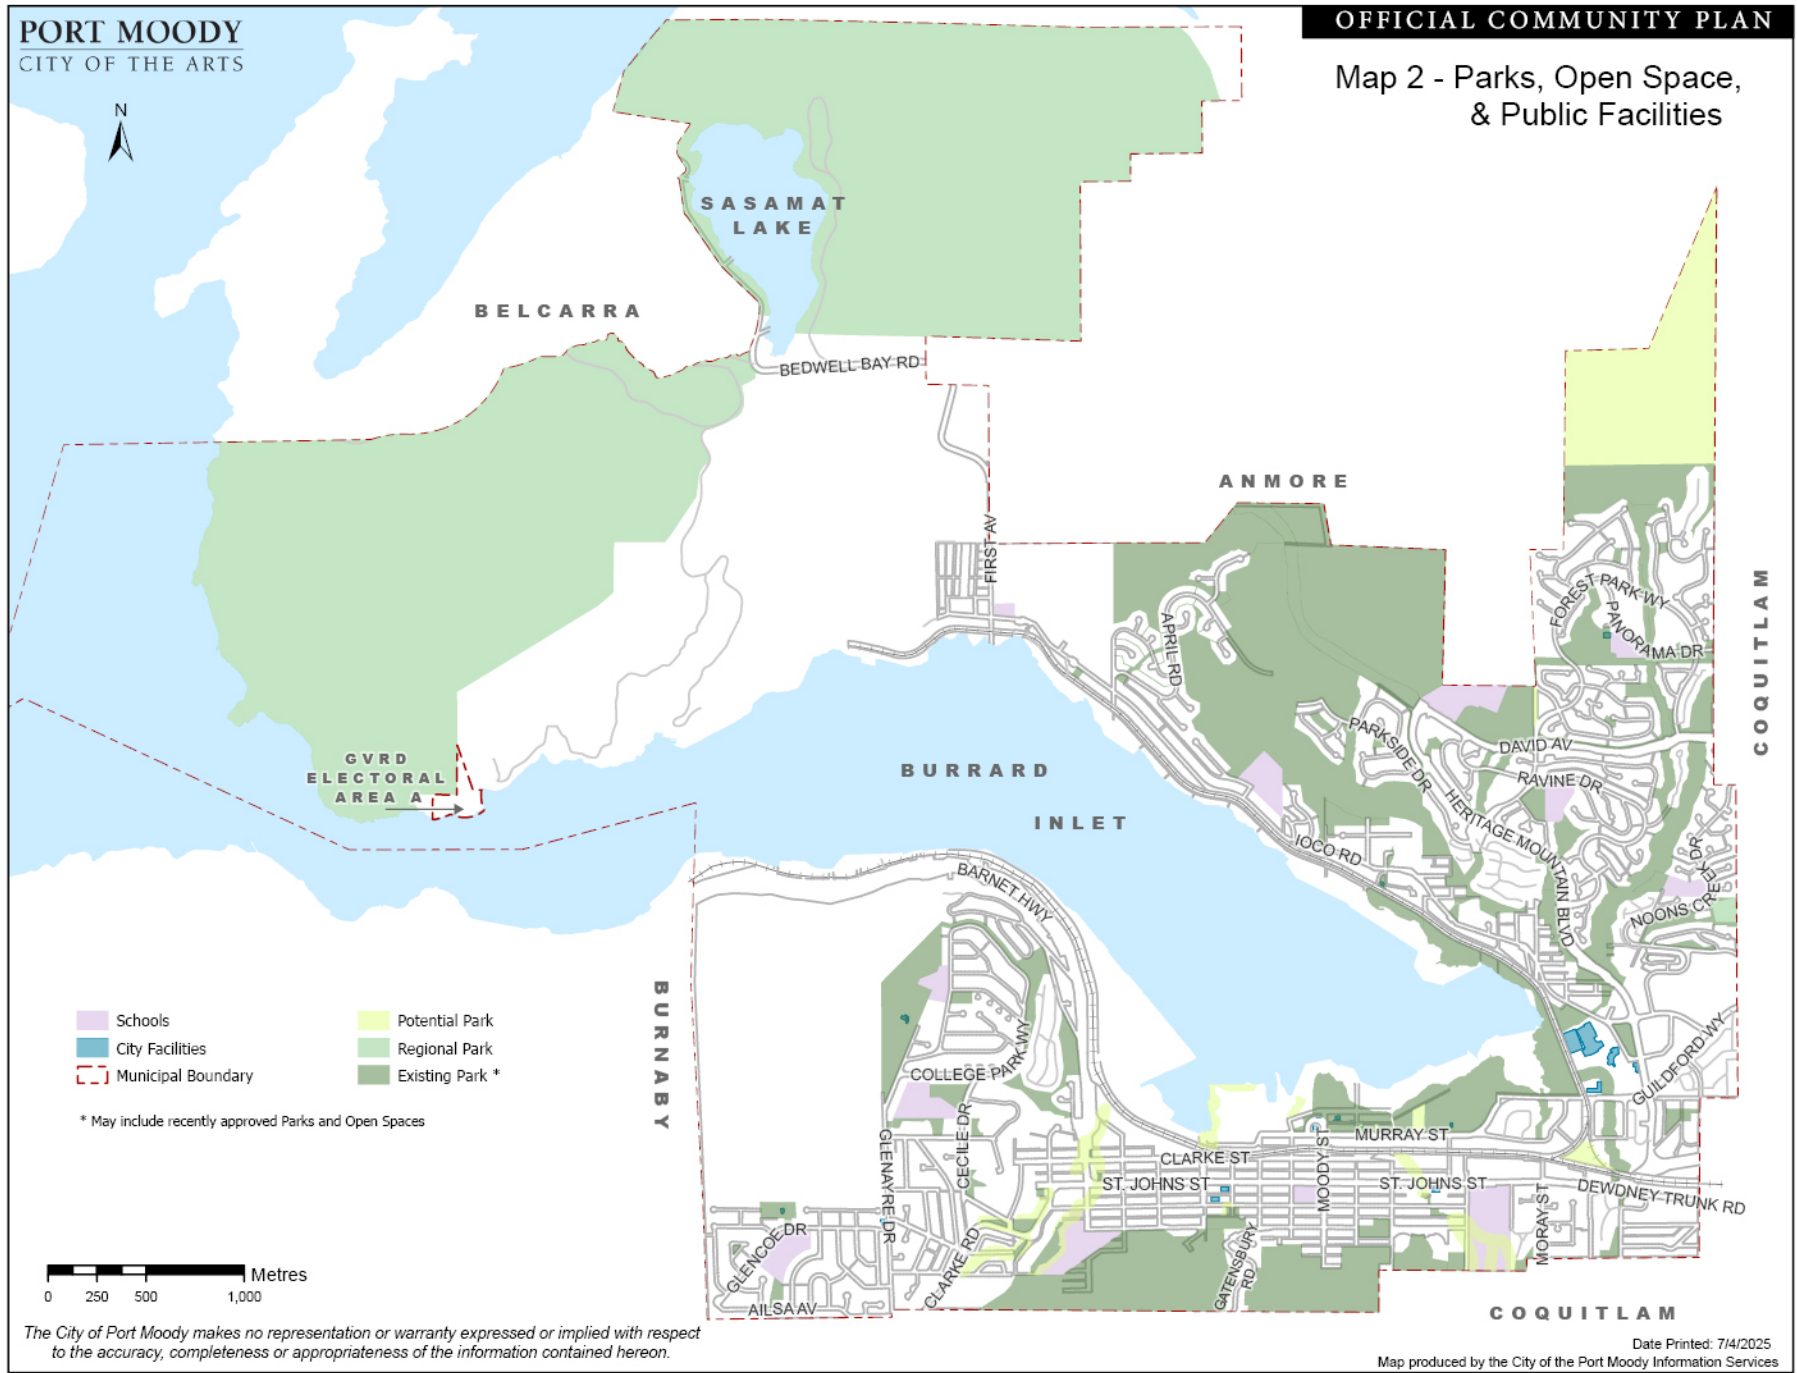 PORT MOODY
CITY OF THE ARTS
N
OFFICIAL COMMUNITY PLAN
Map 2 - Parks, Open Space,
& Public Facilities
SASAMAT
LAKE
BELCARRA
BEDWELL BAY RD
ANMORE
FIRST AV
APRIL RD
FOREST PARK WY
PANORAMA DR
COQUITLAM
PARKSIDE DR
DAVID AV
RAVINE DR
HERITAGE MOUNTAIN BLVD
GVRD
ELECTORAL
AREA A
BURRARD
INLET
IOCO RD
NOONS CREEK DR
BARNET HWY
BURNABY
COLLEGE PARK WY
GUILDFORD WY
Schools
City Facilities
Municipal Boundary
Potential Park
Regional Park
Existing Park *
* May include recently approved Parks and Open Spaces
GLENAYRE DR
CECILE DR
MURRAY ST
CLARKE ST
ST. JOHNS ST
MOODY ST
ST. JOHNS ST
MORAY ST
DEWDNEY TRUNK RD
GLENCOE DR
CLARKE RD
GATENSBURY
RD
AILSA AV
COQUITLAM
Metres
0 250 500 1,000
The City of Port Moody makes no representation or warranty expressed or implied with respect
to the accuracy, completeness or appropriateness of the information contained hereon.
Date Printed: 7/4/2025
Map produced by the City of the Port Moody Information Services